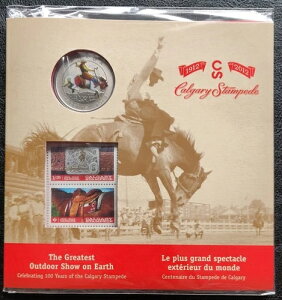 1912 2012
CS
Calgary Stampede
The Greatest
Outdoor Show on Earth
Celebrating 100 Years of the Calgary Stampede
Le plus grand spectacle
extérieur du monde
Centenaire du Stampede de Calgary